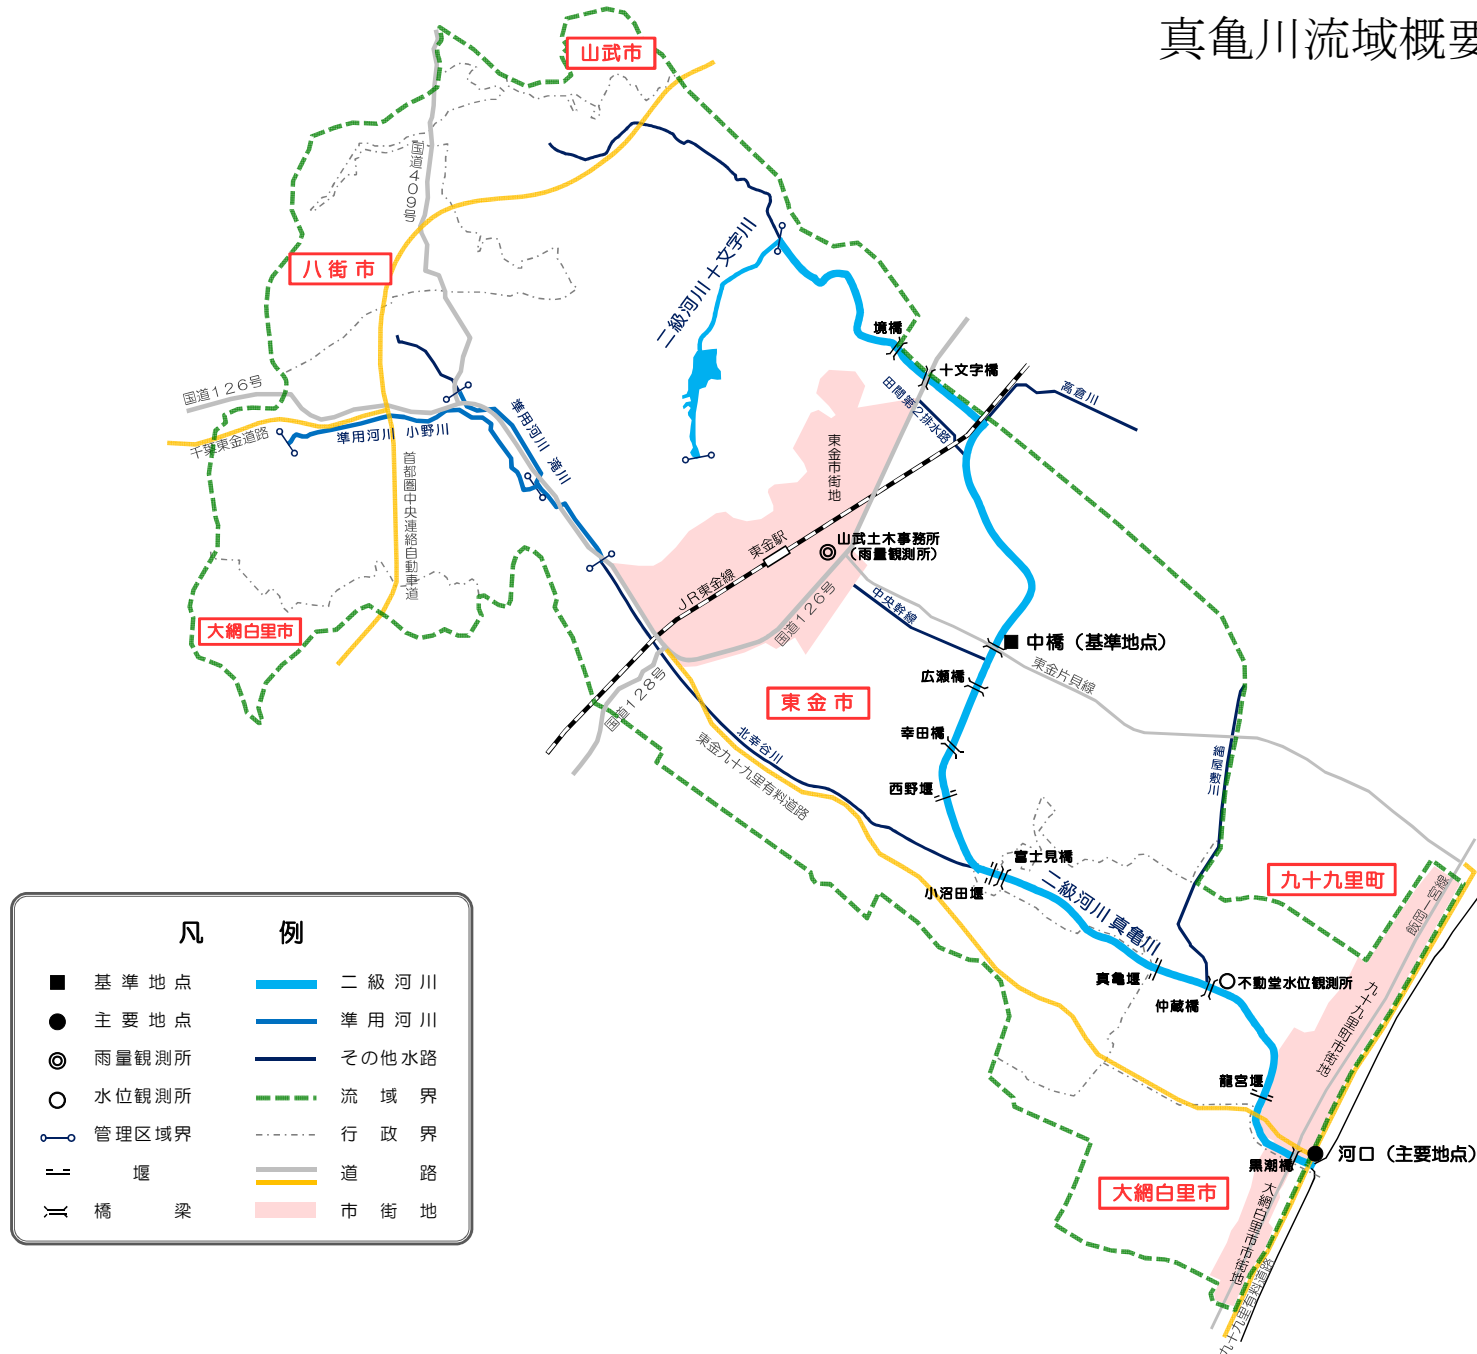 真亀川流域概要
山武市
国道409号
八街市
二級河川 十文字川
境橋
十文字橋
高倉川
田間第2排水路
国道126号
千葉東金道路
準用河川 小野川
準用河川 滝川
首都圏中央連絡自動車道
東金市街地
山武土木事務所
(雨量観測所)
東金駅
JR東金線
国道126号
中央幹線
大網白里市
中橋(基準地点)
東金片貝線
広瀬橋
国道128号
東金市
幸田橋
北幸谷川
東金九十九里有料道路
細屋敷川
西野堰
富士見橋
小沼田堰
二級河川 真亀川
九十九里町
飯岡一宮線
真亀堰
仲蔵橋
不動堂水位観測所
九十九里町市街地
龍宮堰
黒潮橋
河口(主要地点)
大網白里市
大網白里市市街地
九十九里有料道路
凡 例
基準地点
二級河川
主要地点
準用河川
雨量観測所
その他水路
水位観測所
流域界
管理区域界
行政界
堰
道路
橋梁
市街地